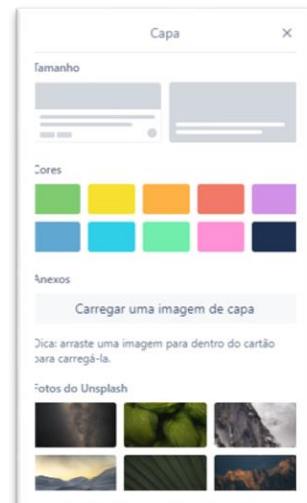 Capa
Tamanho
Cores
Anexos
Carregar uma imagem de capa
Dica: arraste uma imagem para dentro do cartão
para carregá-la.
Fotos do Unsplash